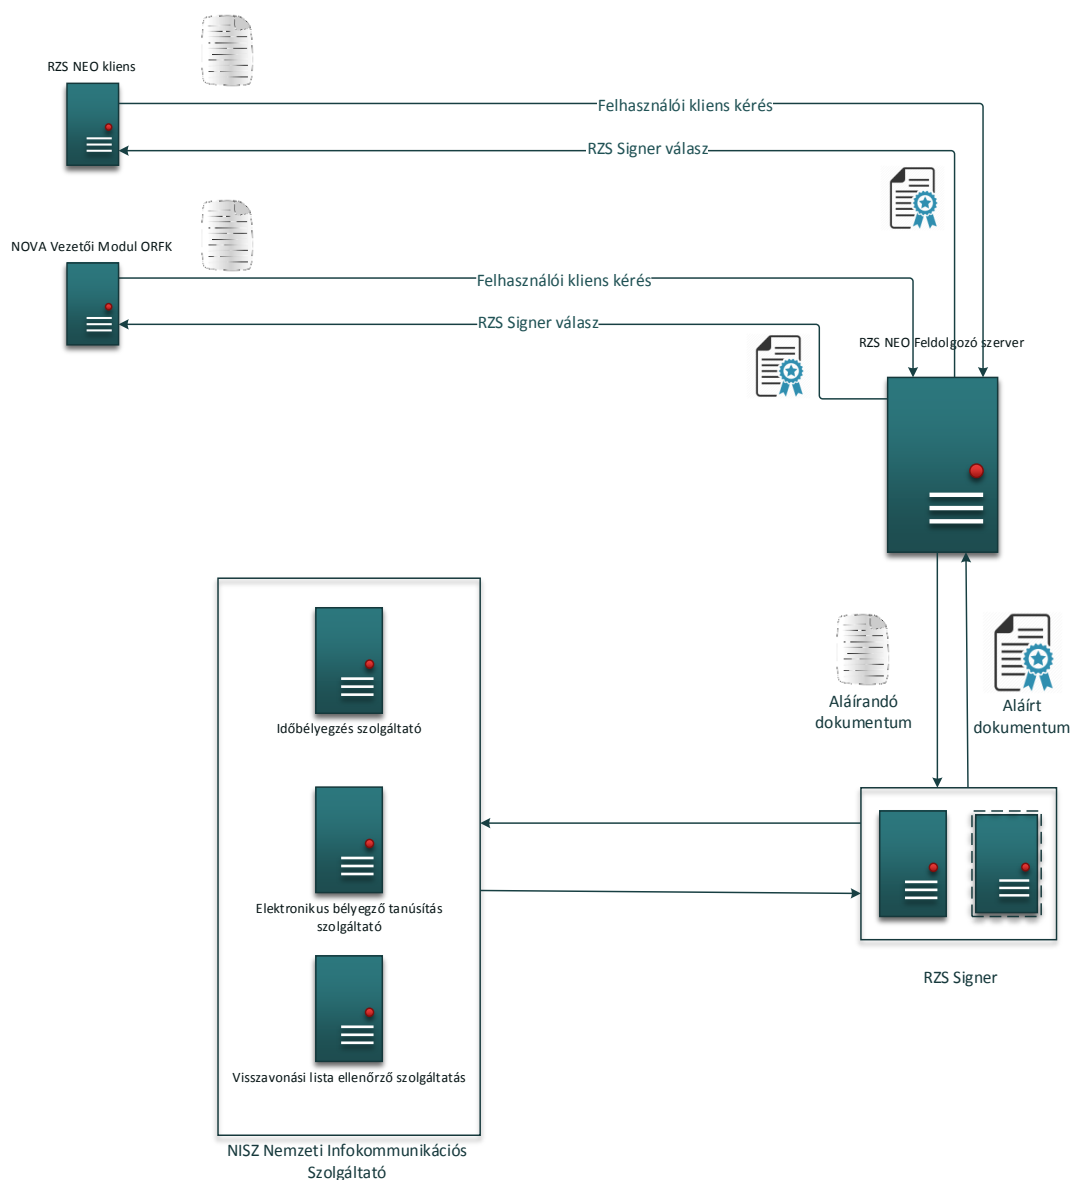 RZS NEO kliens
Felhasználói kliens kérés
RZS Signer válasz
NOVA Vezetői Modul ORFK
Felhasználói kliens kérés
RZS Signer válasz
RZS NEO Feldolgozó szerver
Aláírandó
dokumentum
Aláírt
dokumentum
Időbélyegzés szolgáltató
Elektronikus bélyegző tanúsítás
szolgáltató
RZS Signer
Visszavonási lista ellenőrző szolgáltatás
NISZ Nemzeti Infokommunikációs
Szolgáltató